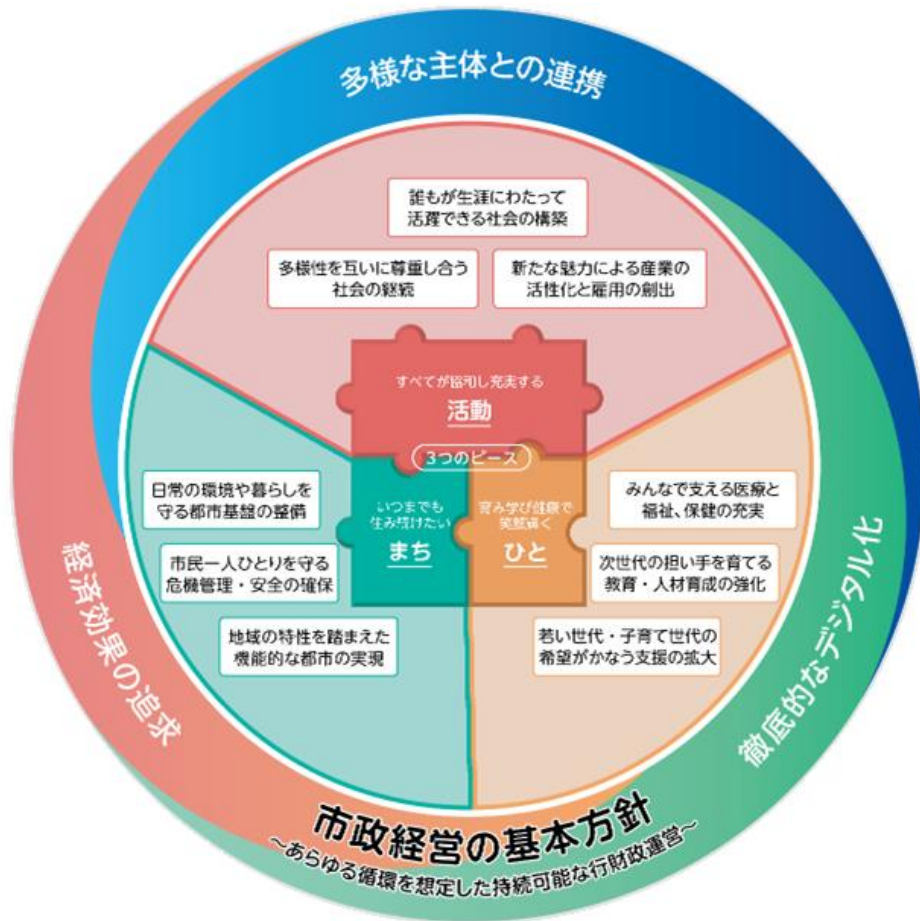 多様な主体との連携
誰もが生涯にわたって
活躍できる社会の構築
多様性を互いに尊重し合う
社会の継続
新たな魅力による産業の
活性化と雇用の創出
すべてが協和し充実する
活動
3つのピース
いつまでも
生み続けたい
まち
育み学び健康で
笑顔輝く
ひと
日常の環境や暮らしを
守る都市基盤の整備
市民一人ひとりを守る
危機管理・安全の確保
地域の特性を踏まえた
機能的な都市の実現
みんなで支える医療と
福祉、保健の充実
次世代の担い手を育てる
教育・人材育成の強化
若い世代・子育て世代の
希望がかなう支援の拡大
経済効果の追求
徹底的なデジタル化
市政経営の基本方針
〜あらゆる循環を想定した持続可能な行財政運営〜